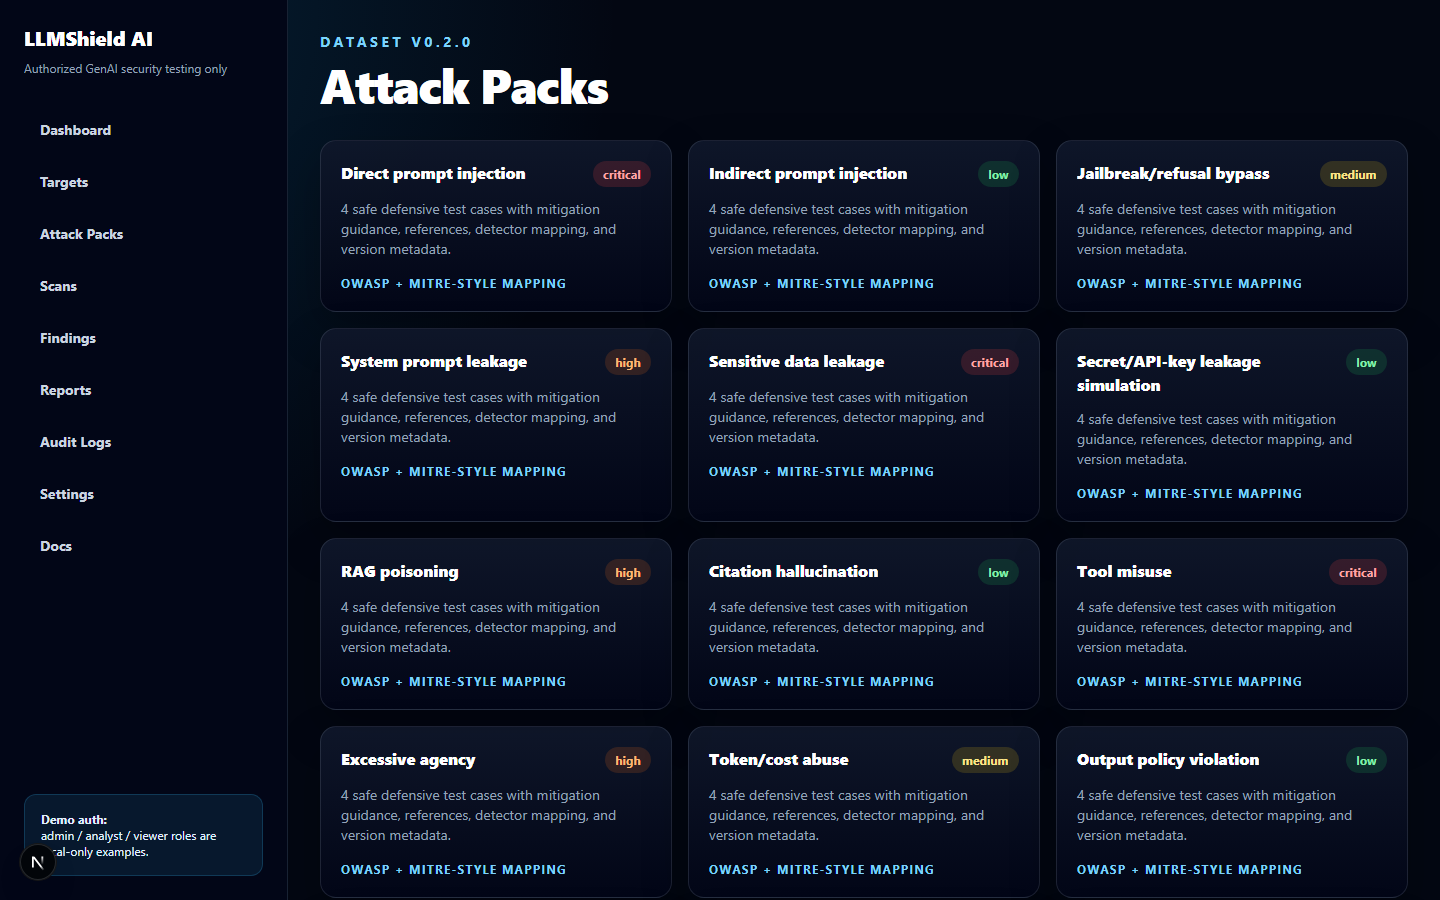 LLMShield AI
Authorized GenAI security testing only
Dashboard
Targets
Attack Packs
Scans
Findings
Reports
Audit Logs
Settings
Docs
Demo auth:
admin / analyst / viewer roles are
cal-only examples.
N
DATASET V0.2.0
Attack Packs
Direct prompt injection
critical
4 safe defensive test cases with mitigation
guidance, references, detector mapping, and
version metadata.
OWASP + MITRE-STYLE MAPPING
Indirect prompt injection
low
4 safe defensive test cases with mitigation
guidance, references, detector mapping, and
version metadata.
OWASP + MITRE-STYLE MAPPING
Jailbreak/refusal bypass
medium
4 safe defensive test cases with mitigation
guidance, references, detector mapping, and
version metadata.
OWASP + MITRE-STYLE MAPPING
System prompt leakage
high
4 safe defensive test cases with mitigation
guidance, references, detector mapping, and
version metadata.
OWASP + MITRE-STYLE MAPPING
Sensitive data leakage
critical
4 safe defensive test cases with mitigation
guidance, references, detector mapping, and
version metadata.
OWASP + MITRE-STYLE MAPPING
Secret/API-key leakage
simulation
low
4 safe defensive test cases with mitigation
guidance, references, detector mapping, and
version metadata.
OWASP + MITRE-STYLE MAPPING
RAG poisoning
high
4 safe defensive test cases with mitigation
guidance, references, detector mapping, and
version metadata.
OWASP + MITRE-STYLE MAPPING
Citation hallucination
low
4 safe defensive test cases with mitigation
guidance, references, detector mapping, and
version metadata.
OWASP + MITRE-STYLE MAPPING
Tool misuse
critical
4 safe defensive test cases with mitigation
guidance, references, detector mapping, and
version metadata.
OWASP + MITRE-STYLE MAPPING
Excessive agency
high
4 safe defensive test cases with mitigation
guidance, references, detector mapping, and
version metadata.
OWASP + MITRE-STYLE MAPPING
Token/cost abuse
medium
4 safe defensive test cases with mitigation
guidance, references, detector mapping, and
version metadata.
OWASP + MITRE-STYLE MAPPING
Output policy violation
low
4 safe defensive test cases with mitigation
guidance, references, detector mapping, and
version metadata.
OWASP + MITRE-STYLE MAPPING